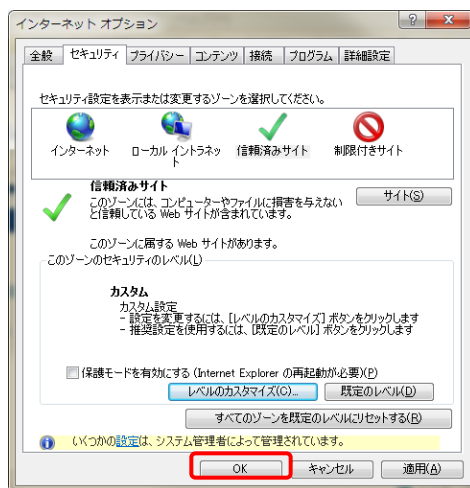 インターネット オプション
全般 セキュリティ プライバシー コンテンツ 接続 プログラム 詳細設定
セキュリティ設定を表示または変更するゾーンを選択してください。
インターネット ローカル イントラネッ 信頼済みサイト 制限付きサイト
ト
信頼済みサイト
このゾーンには、コンピューターやファイルに損害を与えない
と信頼している Web サイトが含まれています。
サイト(S)
このゾーンに属する Web サイトがあります。
このゾーンのセキュリティのレベル(L)
カスタム
カスタム設定
- 設定を変更するには、[レベルのカスタマイズ] ボタンをクリックします
- 推奨設定を使用するには、[既定のレベル] ボタンをクリックします
保護モードを有効にする (Internet Explorer の再起動が必要)(P)
レベルのカスタマイズ(C)... 既定のレベル(D)
すべてのゾーンを既定のレベルにリセットする(R)
いくつかの設定は、システム管理者によって管理されています。
OK キャンセル 適用(A)